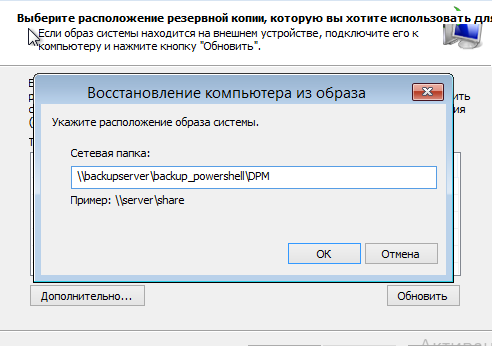 Выберите расположение резервной копии, которую вы хотите использовать для
Если образ системы находится на внешнем устройстве, подключите его к
компьютеру и нажмите кнопку "Обновить".
Восстановление компьютера из образа
Укажите расположение образа системы.
Сетевая папка:
\\backupserver\backup_powershell\DPM
Пример: \\server\share
OK
Отмена
Дополнительно...
Обновить